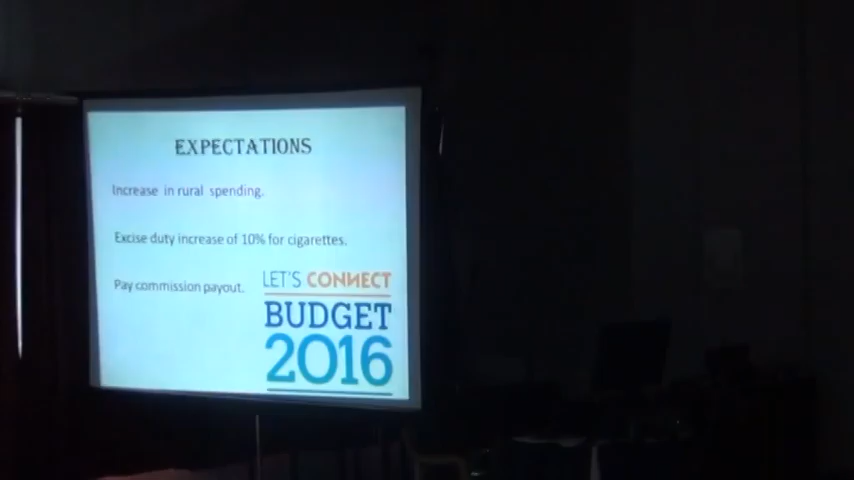 EXPECTATIONS
Increase in rural spending.
Excise duty increase of 10% for cigarettes.
Pay commission payout.
LET'S CONNECT
BUDGET
2016